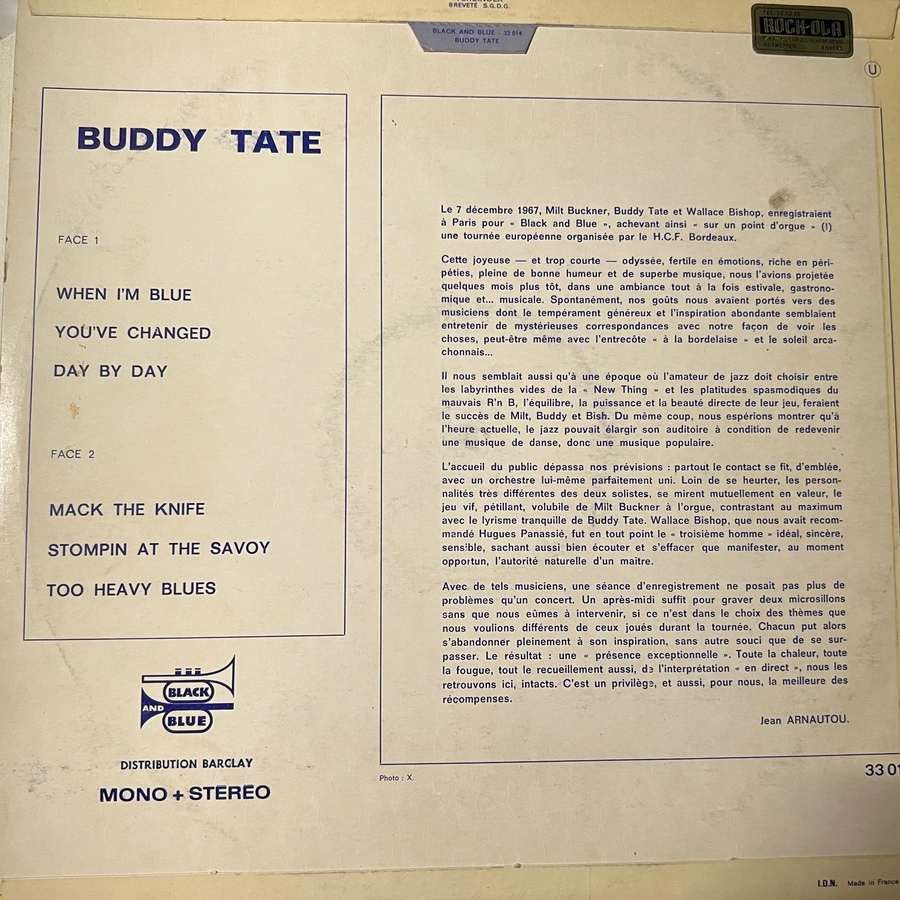 BREVETÉ S.G.D.G.
BLACK AND BLUE - 33 014
BUDDY TATE
ROCK-OLA
U
BUDDY TATE
FACE 1
WHEN I'M BLUE
YOU'VE CHANGED
DAY BY DAY
FACE 2
MACK THE KNIFE
STOMPIN AT THE SAVOY
TOO HEAVY BLUES
BLACK
AND
BLUE
DISTRIBUTION BARCLAY
MONO + STEREO
Le 7 décembre 1967, Milt Buckner, Buddy Tate et Wallace Bishop, enregistraient
à Paris pour « Black and Blue », achevant ainsi « sur un point d'orgue » (!)
une tournée européenne organisée par le H.C.F. Bordeaux.
Cette joyeuse — et trop courte — odyssée, fertile en émotions, riche en péri-
péties, pleine de bonne humeur et de superbe musique, nous l'avions projetée
quelques mois plus tôt, dans une ambiance tout à la fois estivale, gastrono-
mique et... musicale. Spontanément, nos goûts nous avaient portés vers des
musiciens dont le tempérament généreux et l'inspiration abondante semblaient
entretenir de mystérieuses correspondances avec notre façon de voir les
choses, peut-être même avec l'entrecôte « à la bordelaise » et le soleil arca-
chonnais...
Il nous semblait aussi qu'à une époque où l'amateur de jazz doit choisir entre
les labyrinthes vides de la « New Thing » et les platitudes spasmodiques du
mauvais R'n B, l'équilibre, la puissance et la beauté directe de leur jeu, feraient
le succès de Milt, Buddy et Bish. Du même coup, nous espérions montrer qu'à
l'heure actuelle, le jazz pouvait élargir son auditoire à condition de redevenir
une musique de danse, donc une musique populaire.
L'accueil du public dépassa nos prévisions : partout le contact se fit, d'emblée,
avec un orchestre lui-même parfaitement uni. Loin de se heurter, les person-
nalités très différentes des deux solistes, se mirent mutuellement en valeur, le
jeu vif, pétillant, volubile de Milt Buckner à l'orgue, contrastant au maximum
avec le lyrisme tranquille de Buddy Tate. Wallace Bishop, que nous avait recom-
mandé Hugues Panassié, fut en tout point le « troisième homme » idéal, sincère,
sensible, sachant aussi bien écouter et s'effacer que manifester, au moment
opportun, l'autorité naturelle d'un maître.
Avec de tels musiciens, une séance d'enregistrement ne posait pas plus de
problèmes qu'un concert. Un après-midi suffit pour graver deux microsillons
sans que nous eûmes à intervenir, si ce n'est dans le choix des thèmes que
nous voulions différents de ceux joués durant la tournée. Chacun put alors
s'abandonner pleinement à son inspiration, sans autre souci que de se sur-
passer. Le résultat : une « présence exceptionnelle ». Toute la chaleur, toute
la fougue, tout le recueillement aussi, de l'interprétation « en direct », nous les
retrouvons ici, intacts. C'est un privilège, et aussi, pour nous, la meilleure des
récompenses.
Jean ARNAUTOU.
Photo : X.
33 01
I.D.N. Made in France